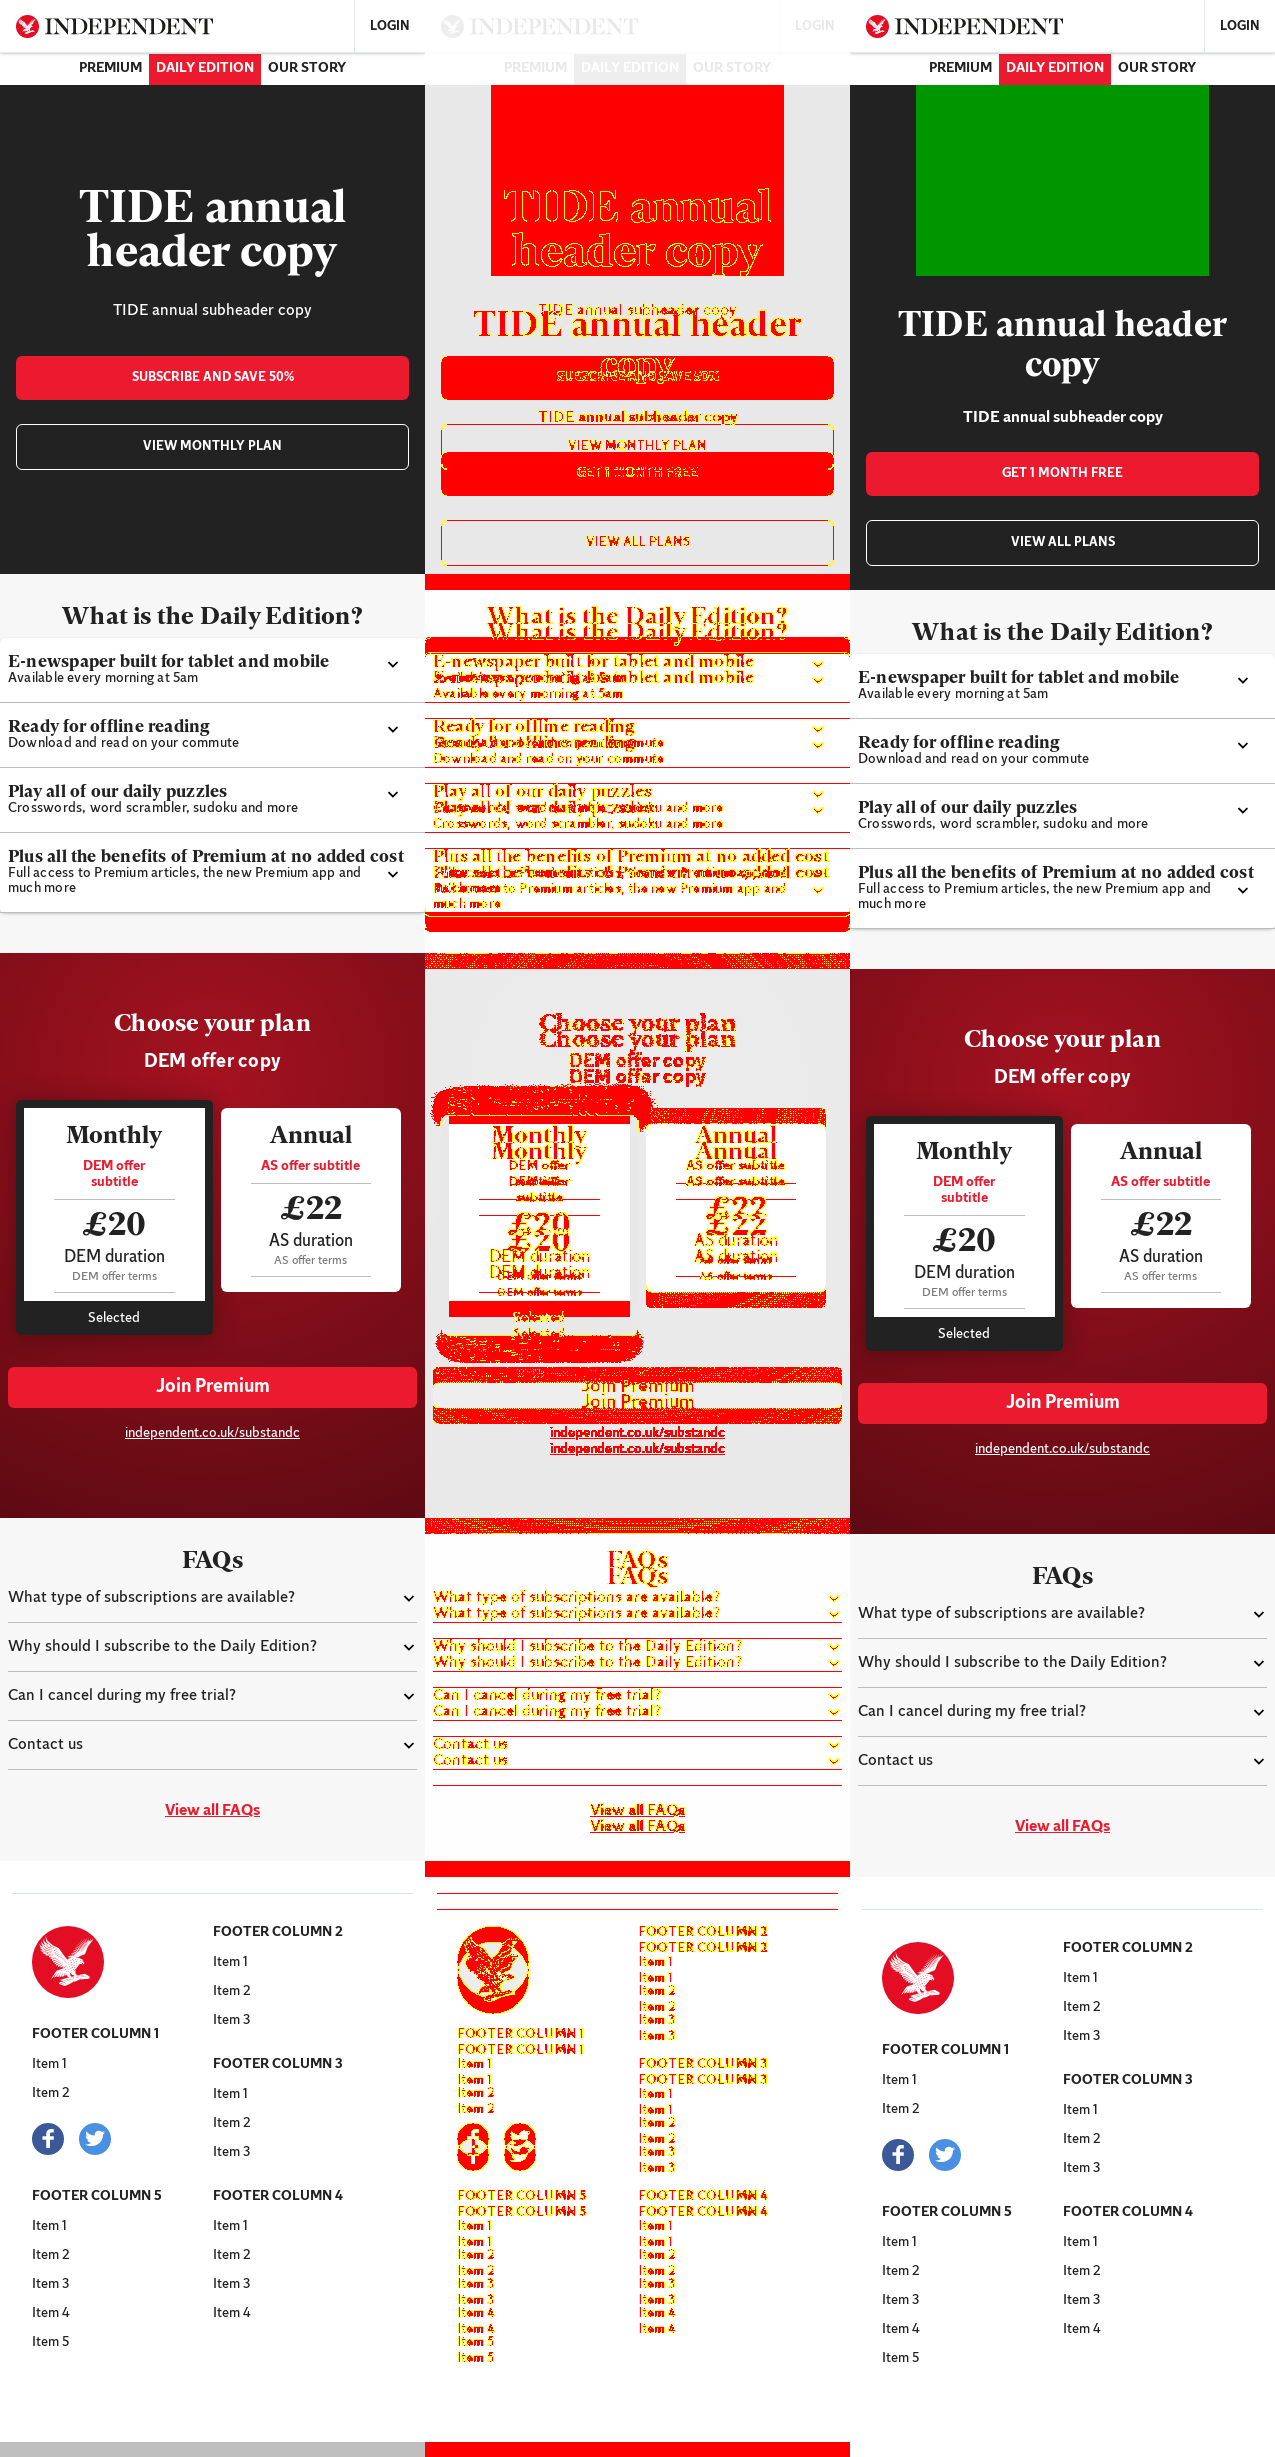 INDEPENDENT
LOGIN
PREMIUM DAILY EDITION OUR STORY
TIDE annual
header copy
TIDE annual subheader copy
SUBSCRIBE AND SAVE 50%
VIEW MONTHLY PLAN
What is the Daily Edition?
E-newspaper built for tablet and mobile
Available every morning at 5am
Ready for offline reading
Download and read on your commute
Play all of our daily puzzles
Crosswords, word scrambler, sudoku and more
Plus all the benefits of Premium at no added cost
Full access to Premium articles, the new Premium app and
much more
Choose your plan
DEM offer copy
Monthly
DEM offer
subtitle
£20
DEM duration
DEM offer terms
Selected
Annual
AS offer subtitle
£22
AS duration
AS offer terms
Join Premium
independent.co.uk/substandc
FAQs
What type of subscriptions are available?
Why should I subscribe to the Daily Edition?
Can I cancel during my free trial?
Contact us
View all FAQs
FOOTER COLUMN 1
Item 1
Item 2
FOOTER COLUMN 5
Item 1
Item 2
Item 3
Item 4
Item 5
FOOTER COLUMN 2
Item 1
Item 2
Item 3
FOOTER COLUMN 3
Item 1
Item 2
Item 3
FOOTER COLUMN 4
Item 1
Item 2
Item 3
Item 4
INDEPENDENT
LOGIN
PREMIUM DAILY EDITION OUR STORY
TIDE annual
header copy
TIDE annual subheader copy
TIDE annual header
copy
SUBSCRIBE AND SAVE 50%
TIDE annual subheader copy
VIEW MONTHLY PLAN
GET 1 MONTH FREE
VIEW ALL PLANS
What is the Daily Edition?
What is the Daily Edition?
E-newspaper built for tablet and mobile
E-newspaper built for tablet and mobile
Available every morning at 5am
Ready for offline reading
Download and read on your commute
Play all of our daily puzzles
Crosswords, word scrambler, sudoku and more
Plus all the benefits of Premium at no added cost
Full access to Premium articles, the new Premium app and
much more
Choose your plan
Choose your plan
DEM offer copy
DEM offer copy
Monthly
Monthly
DEM offer
subtitle
£20
£20
DEM duration
DEM duration
DEM offer terms
Selected
Selected
Annual
Annual
AS offer subtitle
AS offer subtitle
£22
£22
AS duration
AS duration
AS offer terms
Join Premium
Join Premium
independent.co.uk/substandc
independent.co.uk/substandc
FAQs
FAQs
What type of subscriptions are available?
What type of subscriptions are available?
Why should I subscribe to the Daily Edition?
Why should I subscribe to the Daily Edition?
Can I cancel during my free trial?
Can I cancel during my free trial?
Contact us
Contact us
View all FAQs
View all FAQs
FOOTER COLUMN 1
FOOTER COLUMN 1
Item 1
Item 1
Item 2
Item 2
FOOTER COLUMN 5
FOOTER COLUMN 5
Item 1
Item 1
Item 2
Item 2
Item 3
Item 3
Item 4
Item 4
Item 5
Item 5
FOOTER COLUMN 2
FOOTER COLUMN 2
Item 1
Item 1
Item 2
Item 2
Item 3
Item 3
FOOTER COLUMN 3
FOOTER COLUMN 3
Item 1
Item 1
Item 2
Item 2
Item 3
Item 3
FOOTER COLUMN 4
FOOTER COLUMN 4
Item 1
Item 1
Item 2
Item 2
Item 3
Item 3
Item 4
Item 4
INDEPENDENT
LOGIN
PREMIUM DAILY EDITION OUR STORY
TIDE annual header
copy
TIDE annual subheader copy
GET 1 MONTH FREE
VIEW ALL PLANS
What is the Daily Edition?
E-newspaper built for tablet and mobile
Available every morning at 5am
Ready for offline reading
Download and read on your commute
Play all of our daily puzzles
Crosswords, word scrambler, sudoku and more
Plus all the benefits of Premium at no added cost
Full access to Premium articles, the new Premium app and
much more
Choose your plan
DEM offer copy
Monthly
DEM offer
subtitle
£20
DEM duration
DEM offer terms
Selected
Annual
AS offer subtitle
£22
AS duration
AS offer terms
Join Premium
independent.co.uk/substandc
FAQs
What type of subscriptions are available?
Why should I subscribe to the Daily Edition?
Can I cancel during my free trial?
Contact us
View all FAQs
FOOTER COLUMN 1
Item 1
Item 2
FOOTER COLUMN 5
Item 1
Item 2
Item 3
Item 4
Item 5
FOOTER COLUMN 2
Item 1
Item 2
Item 3
FOOTER COLUMN 3
Item 1
Item 2
Item 3
FOOTER COLUMN 4
Item 1
Item 2
Item 3
Item 4